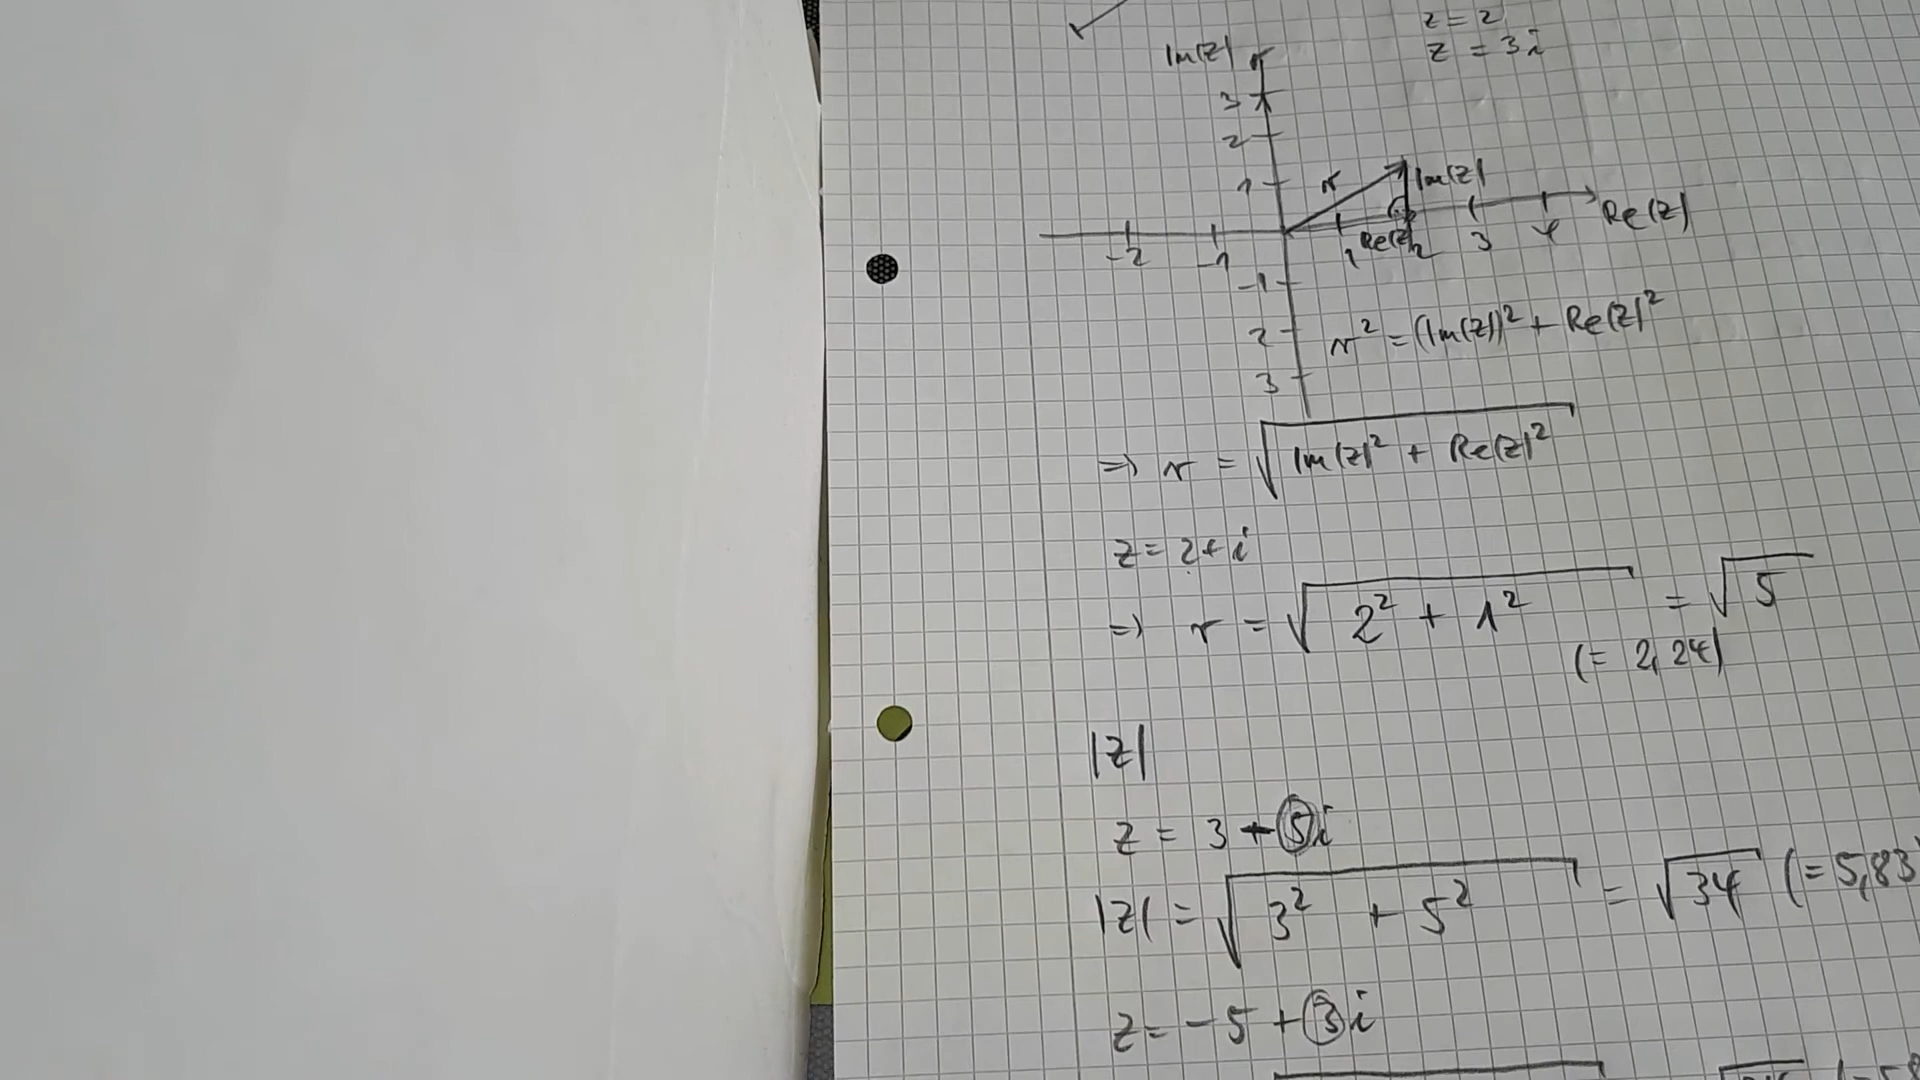 z = 2
z = 3i
Im(z)
3
2
1
r
Im(z)
-2
-1
1
Re(z)
2
3
4
Re(z)
-1
2
3
r² = (Im(z))² + Re(z)²
=> r = √(Im(z)² + Re(z)²)
z = 2 + i
=> r = √(2² + 1²) = √5
(= 2,24)
|z|
z = 3 + 5i
|z| = √(3² + 5²) = √34 (= 5,83
z = -5 + 3i